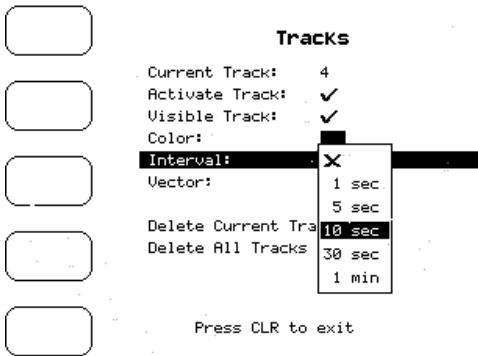 Tracks
Current Track: 4
Activate Track: ✓
Visible Track: ✓
Color:
Interval: X
Vector: 1 sec
5 sec
Delete Current Tra 10 sec
Delete All Tracks 30 sec
1 min
Press CLR to exit